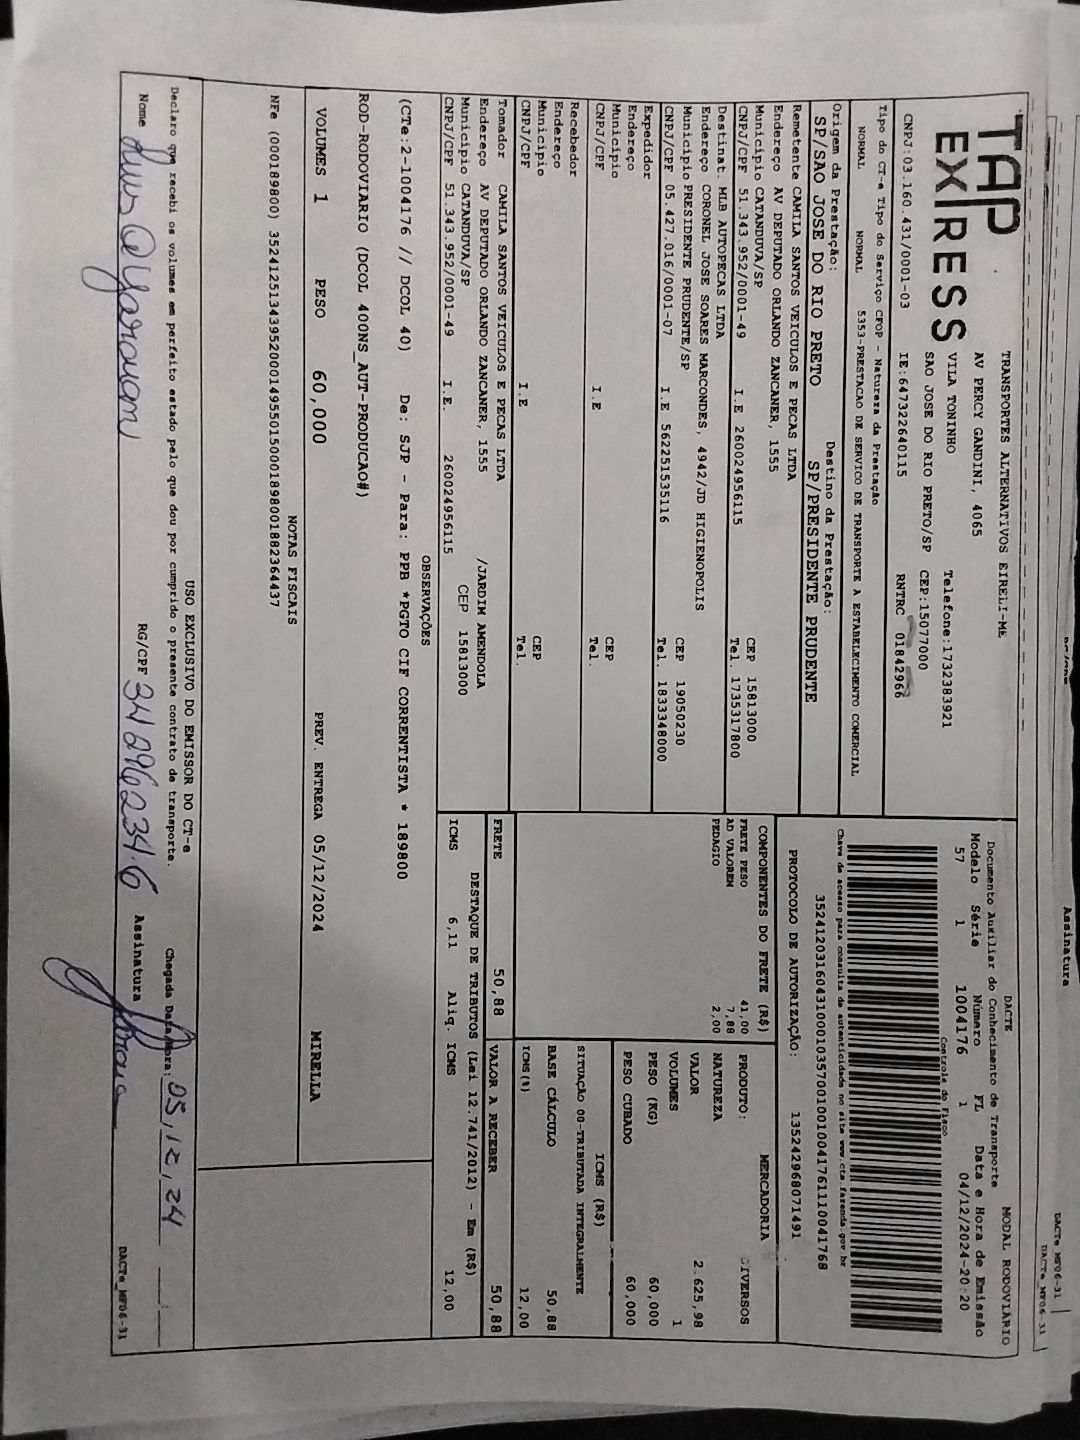 TAP
EXPRESS
TRANSPORTES ALTERNATIVOS EIRELI-ME
AV PERCY GANDINI, 4065
VILA TONINHO Telefone:1732383921
SAO JOSE DO RIO PRETO/SP CEP:15077000
CNPJ:03.160.431/0001-03 IE:647322640115 RNTRC 01842966
DACTE MODAL RODOVIÁRIO
Documento Auxiliar do Conhecimento de Transporte
Modelo Série Número FL Data e Hora de Emissão
57 1 1004176 1 04/12/2024-20:20
Controle do Fisco
Chave de acesso para consulta de autenticidade no site www.cte.fazenda.gov.br
35241203160431000103570010010041761110041768
PROTOCOLO DE AUTORIZAÇÃO: 135242968071491
Tipo do CT-e Tipo do Serviço CFOP - Natureza da Prestação
NORMAL NORMAL 5353-PRESTACAO DE SERVICO DE TRANSPORTE A ESTABELECIMENTO COMERCIAL
Origem da Prestação: Destino da Prestação:
SP/SAO JOSE DO RIO PRETO SP/PRESIDENTE PRUDENTE
Remetente CAMILA SANTOS VEICULOS E PECAS LTDA
Endereço AV DEPUTADO ORLANDO ZANCANER, 1555
Município CATANDUVA/SP CEP 15813000
CNPJ/CPF 51.343.952/0001-49 I.E 260024956115 Tel. 1735317800
Destinat. MLB AUTOPECAS LTDA
Endereço CORONEL JOSE SOARES MARCONDES, 4942/JD HIGIENOPOLIS
Município PRESIDENTE PRUDENTE/SP CEP 19050230
CNPJ/CPF 05.427.016/0001-07 I.E 562251535116 Tel. 1833348000
Expedidor
Endereço
Município CEP
CNPJ/CPF I.E Tel.
Recebedor
Endereço
Município CEP
CNPJ/CPF I.E Tel.
Tomador CAMILA SANTOS VEICULOS E PECAS LTDA
Endereço AV DEPUTADO ORLANDO ZANCANER, 1555 /JARDIM AMENDOLA
Município CATANDUVA/SP CEP 15813000
CNPJ/CPF 51.343.952/0001-49 I.E. 260024956115
COMPONENTES DO FRETE (R$)
FRETE PESO 41,00
AD VALOREM 7,88
PEDAGIO 2,00
MERCADORIA
PRODUTO: DIVERSOS
NATUREZA
VALOR 2.625,98
VOLUMES 1
PESO (KG) 60,000
PESO CUBADO 60,000
ICMS (R$)
SITUAÇÃO 00-TRIBUTADA INTEGRALMENTE
BASE CÁLCULO 50,88
ICMS(%) 12,00
FRETE 50,88 VALOR A RECEBER 50,88
DESTAQUE DE TRIBUTOS (Lei 12.741/2012) - Em (R$)
ICMS 6,11 Aliq. ICMS 12,00
OBSERVAÇÕES
(CTe:2-1004176 // DCOL 40) De: SJP - Para: PPB *PGTO CIF CORRENTISTA * 189800
ROD-RODOVIARIO (DCOL 400NS_AUT-PRODUCAO#)
VOLUMES 1 PESO 60,000 PREV. ENTREGA 05/12/2024 MIRELLA
NOTAS FISCAIS
NFe (000189800) 35241251343952000149550150001898001882364437
USO EXCLUSIVO DO EMISSOR DO CT-e
Declaro que recebi os volumes em perfeito estado pelo que dou por cumprido o presente contrato de transporte. Chegada Data/Hora: 05,12,24
Nome RG/CPF 34296234-6 Assinatura
DACTe_MF06-31
Assinatura
DACTe_MF06-31
DACTe_MF06-31